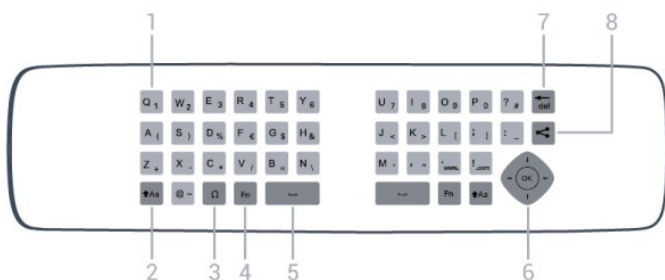 1 7 8
Q 1 W 2 E 3 R 4 T 5 Y 6 U 7 I 8 O 9 P 0 ? # del
A ( S ) D % F € G $ H & J < K > L [ ; ] : _
Z + X - C * V / B N \ M ' , " . www. ! .com
Aa @ ~ Ω Fn Fn Aa OK
2 3 4 5 6